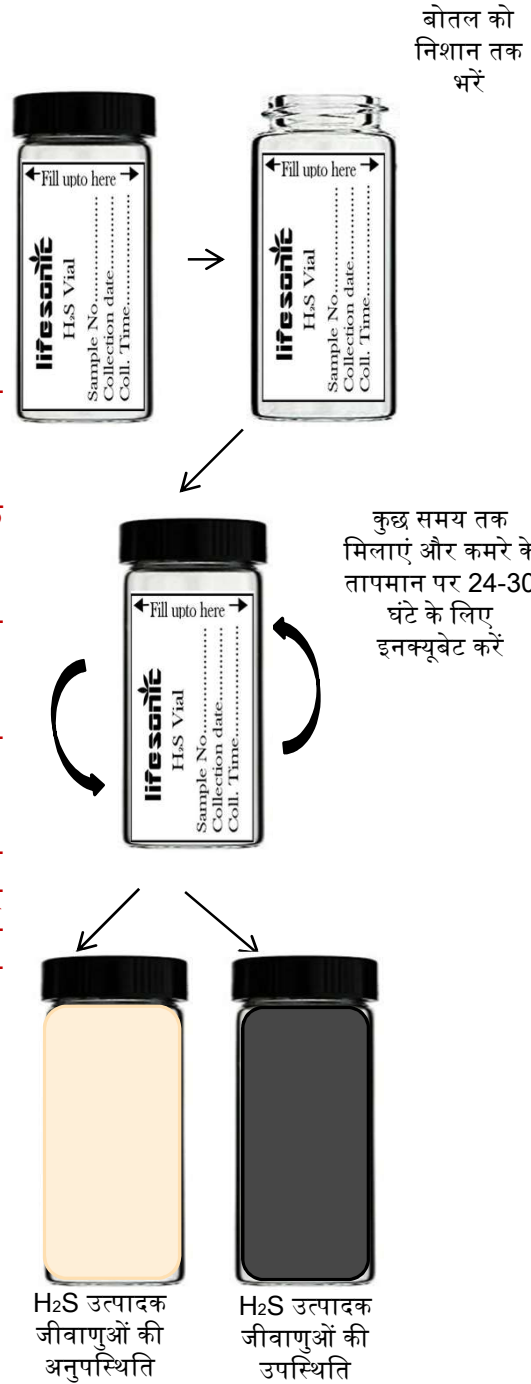 बोतल को
निशान तक
भरें
Fill upto here
lifesonic
H₂S Vial
Sample No.......................
Collection date...............
Coll. Time.......................
Fill upto here
lifesonic
H₂S Vial
Sample No.......................
Collection date...............
Coll. Time.......................
कुछ समय तक
मिलाएं और कमरे के
तापमान पर 24-30
घंटे के लिए
इनक्यूबेट करें
Fill upto here
lifesonic
H₂S Vial
Sample No.......................
Collection date...............
Coll. Time.......................
H₂S उत्पादक
जीवाणुओं की
अनुपस्थिति
H₂S उत्पादक
जीवाणुओं की
उपस्थिति